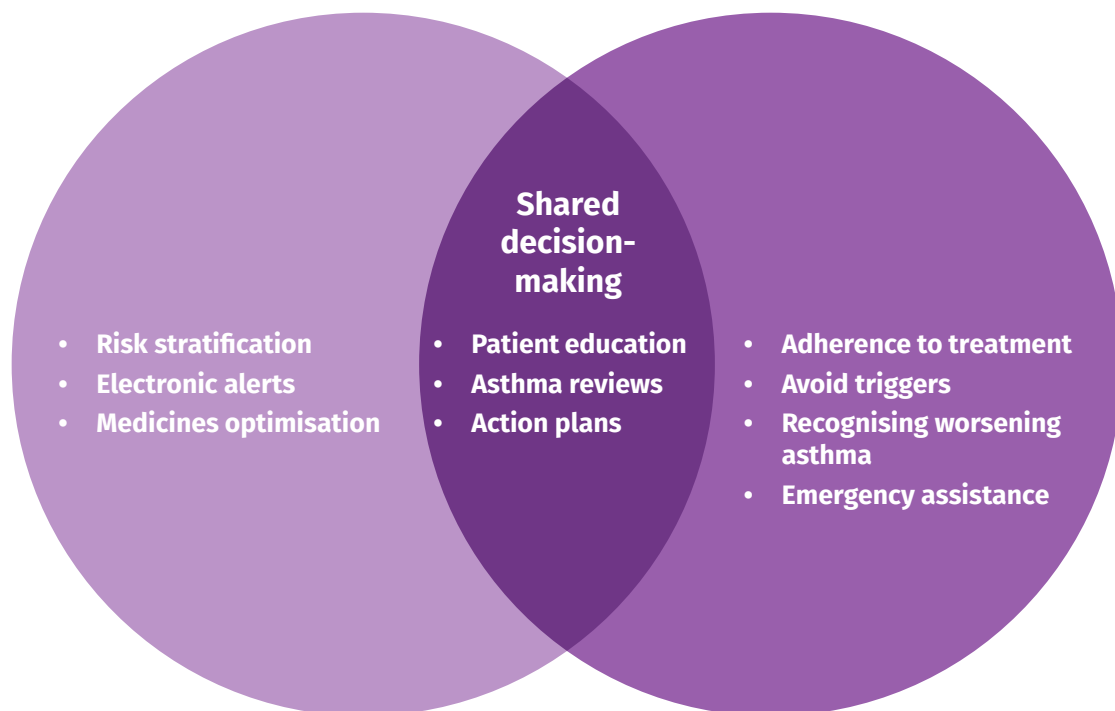 Shared
decision-
making
• Risk stratification
• Electronic alerts
• Medicines optimisation
• Patient education
• Asthma reviews
• Action plans
• Adherence to treatment
• Avoid triggers
• Recognising worsening
asthma
• Emergency assistance